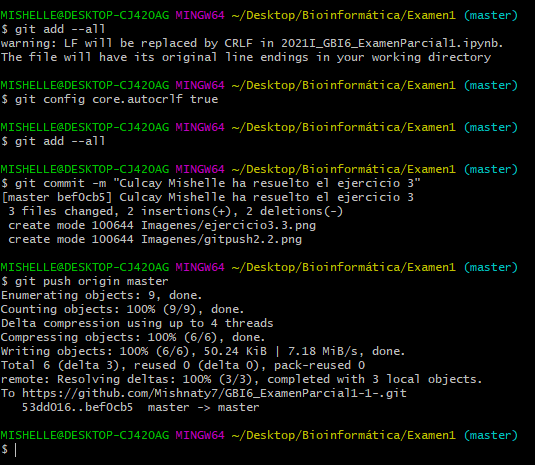 MISHELLE@DESKTOP-CJ42OAG MINGW64 ~/Desktop/Bioinformática/Examen1 (master)
$ git add --all
warning: LF will be replaced by CRLF in 2021I_GBI6_ExamenParcial1.ipynb.
The file will have its original line endings in your working directory
MISHELLE@DESKTOP-CJ42OAG MINGW64 ~/Desktop/Bioinformática/Examen1 (master)
$ git config core.autocrlf true
MISHELLE@DESKTOP-CJ42OAG MINGW64 ~/Desktop/Bioinformática/Examen1 (master)
$ git add --all
MISHELLE@DESKTOP-CJ42OAG MINGW64 ~/Desktop/Bioinformática/Examen1 (master)
$ git commit -m "Culcay Mishelle ha resuelto el ejercicio 3"
[master bef0cb5] Culcay Mishelle ha resuelto el ejercicio 3
3 files changed, 2 insertions(+), 2 deletions(-)
create mode 100644 Imagenes/ejercicio3.3.png
create mode 100644 Imagenes/gitpush2.2.png
MISHELLE@DESKTOP-CJ42OAG MINGW64 ~/Desktop/Bioinformática/Examen1 (master)
$ git push origin master
Enumerating objects: 9, done.
Counting objects: 100% (9/9), done.
Delta compression using up to 4 threads
Compressing objects: 100% (6/6), done.
Writing objects: 100% (6/6), 50.24 KiB | 7.18 MiB/s, done.
Total 6 (delta 3), reused 0 (delta 0), pack-reused 0
remote: Resolving deltas: 100% (3/3), completed with 3 local objects.
To https://github.com/Mishnaty7/GBI6_ExamenParcial1-1-.git
53dd016..bef0cb5 master -> master
MISHELLE@DESKTOP-CJ42OAG MINGW64 ~/Desktop/Bioinformática/Examen1 (master)
$